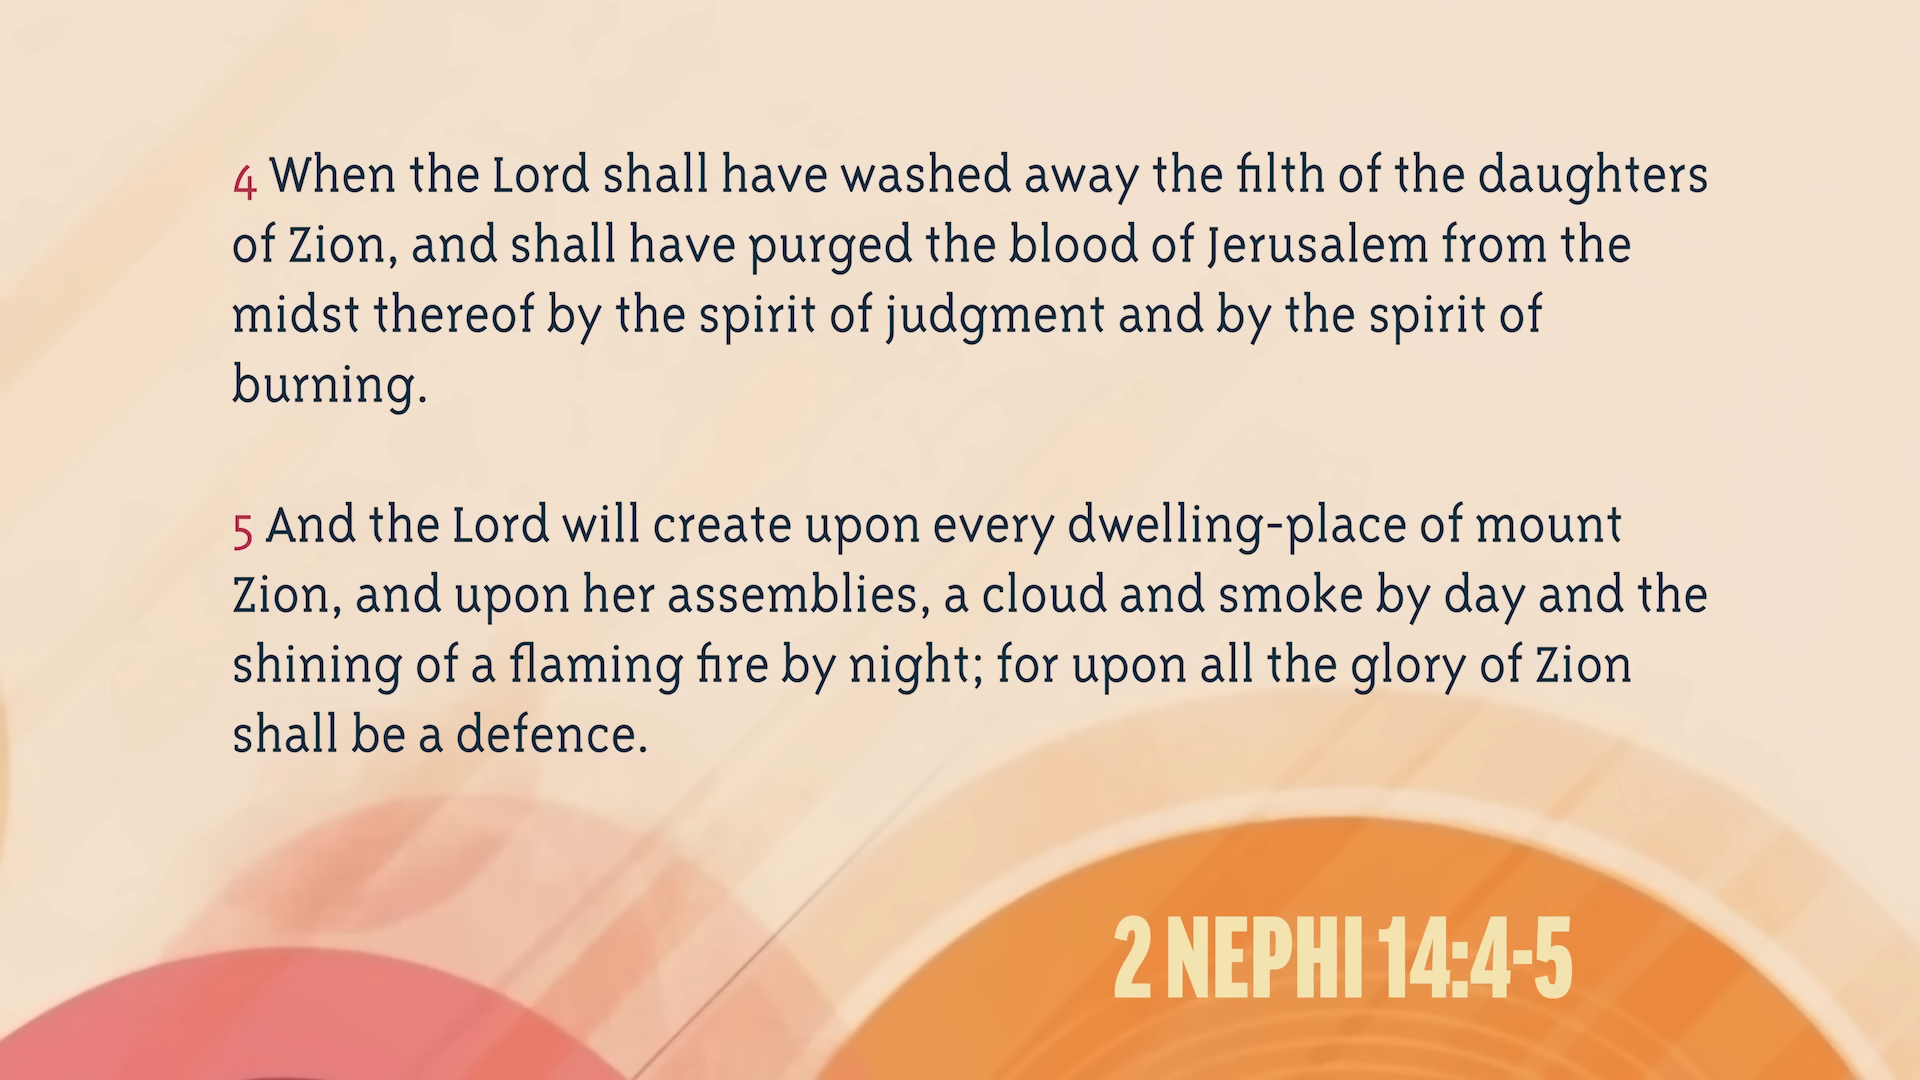 4 When the Lord shall have washed away the filth of the daughters
of Zion, and shall have purged the blood of Jerusalem from the
midst thereof by the spirit of judgment and by the spirit of
burning.
5 And the Lord will create upon every dwelling-place of mount
Zion, and upon her assemblies, a cloud and smoke by day and the
shining of a flaming fire by night; for upon all the glory of Zion
shall be a defence.
2 NEPHI 14:4-5